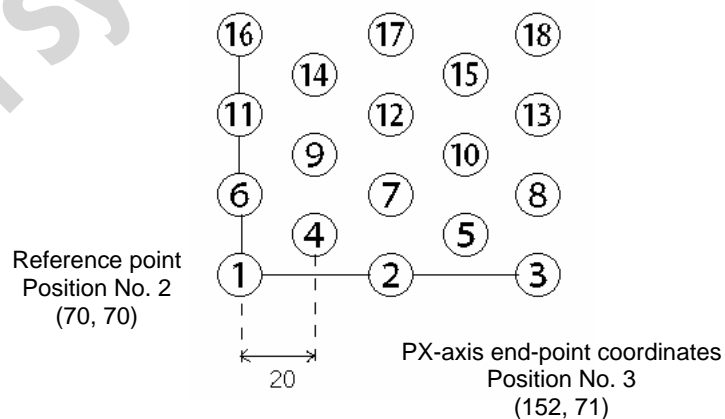 16 17 18
14 15
11 12 13
9 10
6 7 8
4 5
1 2 3
Reference point
Position No. 2
(70, 70)
20
PX-axis end-point coordinates
Position No. 3
(152, 71)